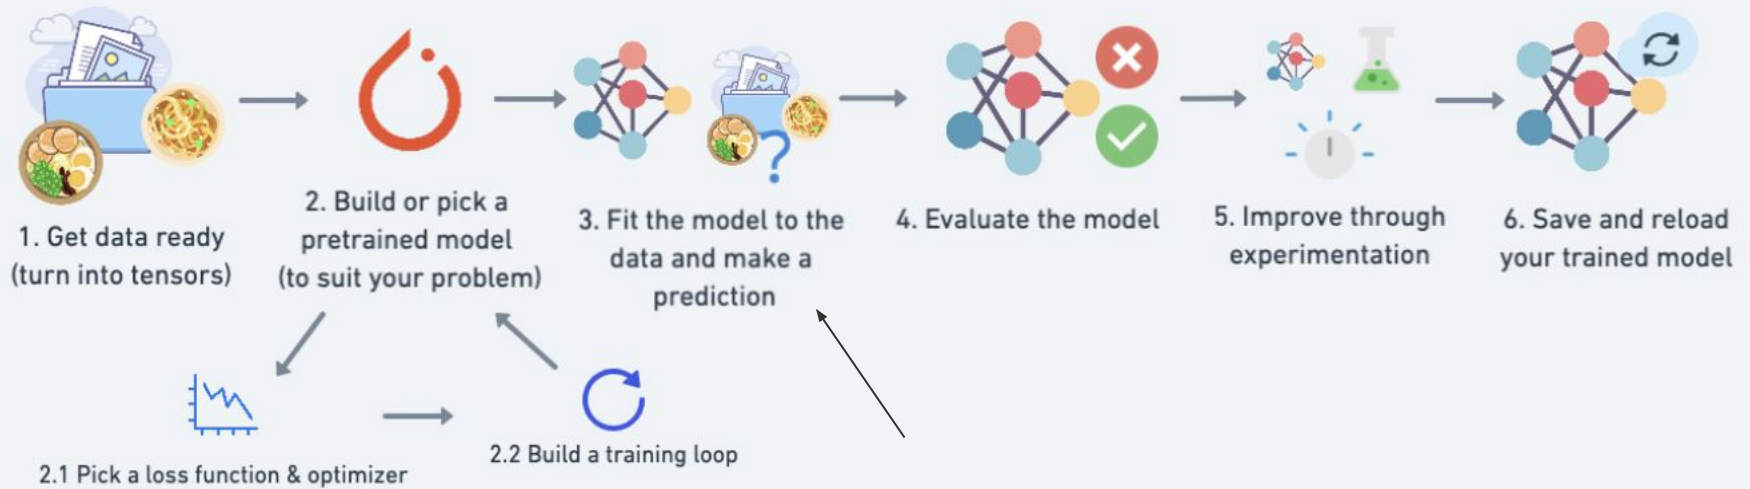 1. Get data ready
(turn into tensors)
2. Build or pick a
pretrained model
(to suit your problem)
3. Fit the model to the
data and make a
prediction
4. Evaluate the model
5. Improve through
experimentation
6. Save and reload
your trained model
2.1 Pick a loss function & optimizer
2.2 Build a training loop